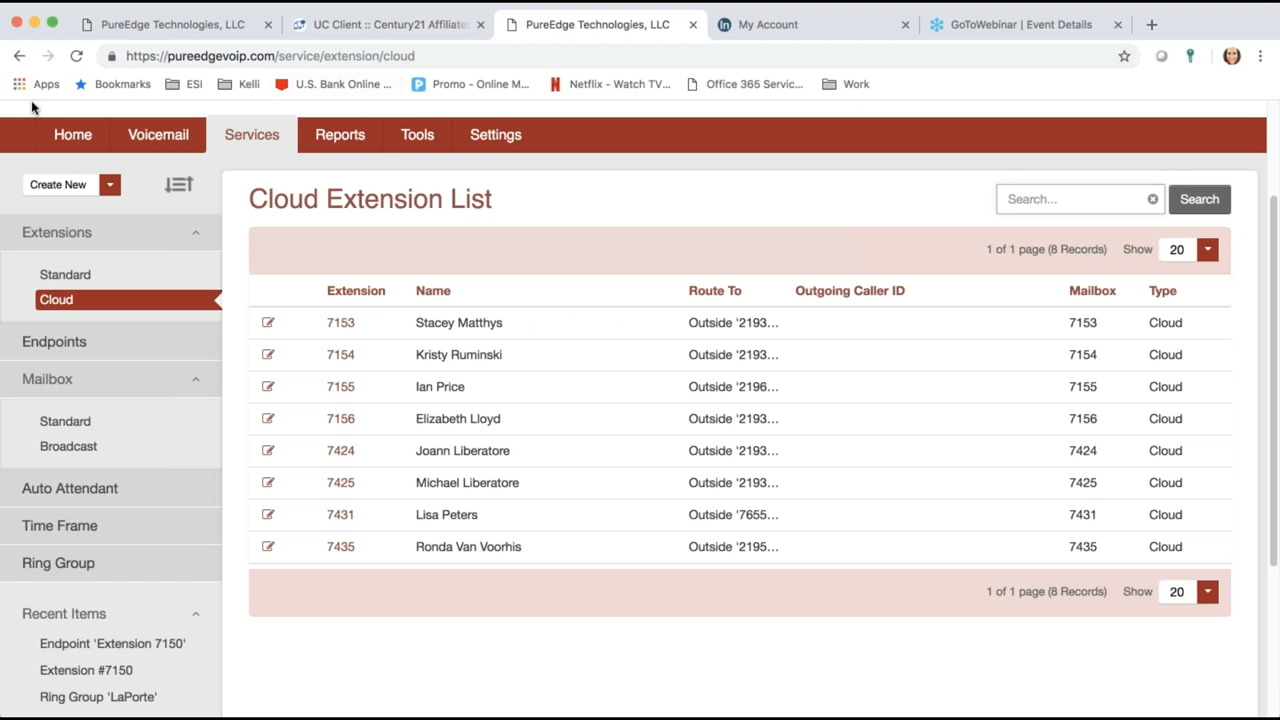 PureEdge Technologies, LLC
UC Client :: Century21 Affiliate
PureEdge Technologies, LLC
My Account
GoToWebinar | Event Details
https://pureedgevoip.com/service/extension/cloud
Apps Bookmarks ESI Kelli U.S. Bank Online ... Promo - Online M... Netflix - Watch TV... Office 365 Servic... Work
Home Voicemail Services Reports Tools Settings
Create New
Extensions
Standard
Cloud
Endpoints
Mailbox
Standard
Broadcast
Auto Attendant
Time Frame
Ring Group
Recent Items
Endpoint 'Extension 7150'
Extension #7150
Ring Group 'LaPorte'
Cloud Extension List
Search... Search
1 of 1 page (8 Records) Show 20
Extension Name Route To Outgoing Caller ID Mailbox Type
7153 Stacey Matthys Outside '2193... 7153 Cloud
7154 Kristy Ruminski Outside '2193... 7154 Cloud
7155 Ian Price Outside '2196... 7155 Cloud
7156 Elizabeth Lloyd Outside '2193... 7156 Cloud
7424 Joann Liberatore Outside '2193... 7424 Cloud
7425 Michael Liberatore Outside '2193... 7425 Cloud
7431 Lisa Peters Outside '7655... 7431 Cloud
7435 Ronda Van Voorhis Outside '2195... 7435 Cloud
1 of 1 page (8 Records) Show 20